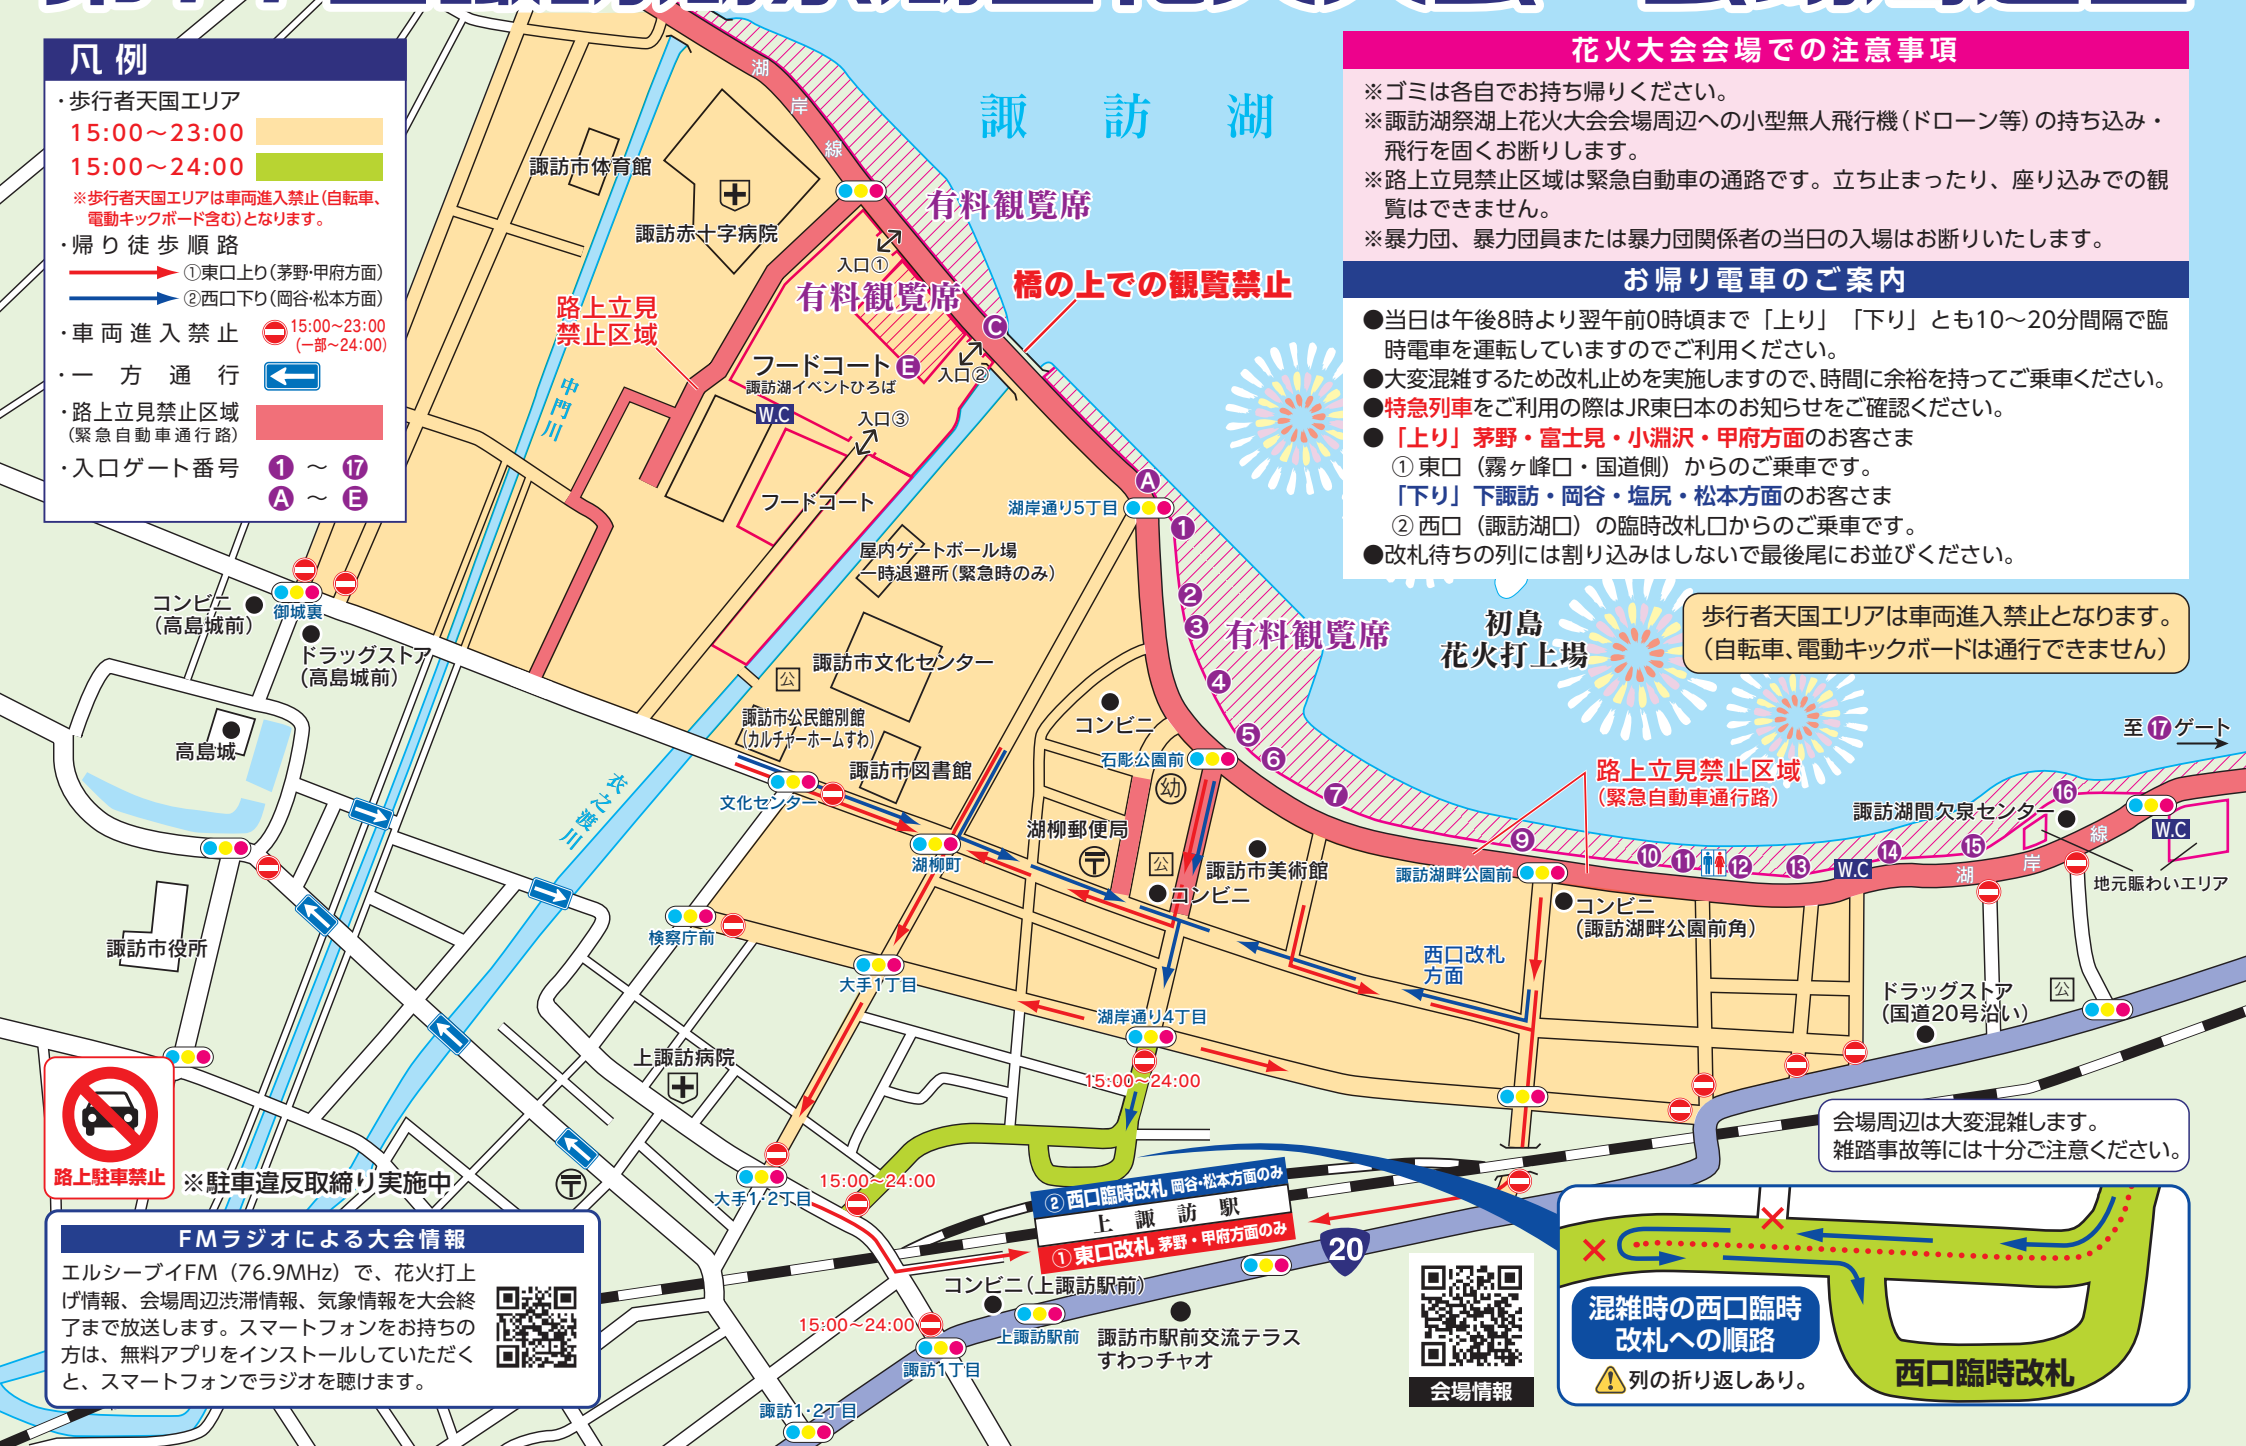 凡例
・歩行者天国エリア
15:00～23:00
15:00～24:00
※歩行者天国エリアは車両進入禁止(自転車、
電動キックボード含む)となります。
・帰り徒歩順路
①東口上り(茅野・甲府方面)
②西口下り(岡谷・松本方面)
・車両進入禁止
15:00~23:00
(一部~24:00)
・一方通行
・路上立見禁止区域
(緊急自動車通行路)
・入口ゲート番号
1 ～ 17
A ～ E
花火大会会場での注意事項
※ゴミは各自でお持ち帰りください。
※諏訪湖祭湖上花火大会会場周辺への小型無人飛行機(ドローン等)の持ち込み・
飛行を固くお断りします。
※路上立見禁止区域は緊急自動車の通路です。立ち止まったり、座り込みでの観
覧はできません。
※暴力団、暴力団員または暴力団関係者の当日の入場はお断りいたします。
お帰り電車のご案内
●当日は午後8時より翌午前0時頃まで「上り」「下り」とも10～20分間隔で臨
時電車を運転していますのでご利用ください。
●大変混雑するため改札止めを実施しますので、時間に余裕を持ってご乗車ください。
●特急列車をご利用の際はJR東日本のお知らせをご確認ください。
●「上り」茅野・富士見・小淵沢・甲府方面のお客さま
①東口（霧ヶ峰口・国道側）からのご乗車です。
「下り」下諏訪・岡谷・塩尻・松本方面のお客さま
②西口（諏訪湖口）の臨時改札口からのご乗車です。
●改札待ちの列には割り込みはしないで最後尾にお並びください。
歩行者天国エリアは車両進入禁止となります。
(自転車、電動キックボードは通行できません)
諏訪湖
湖岸線
諏訪市体育館
諏訪赤十字病院
有料観覧席
入口①
有料観覧席
橋の上での観覧禁止
C
路上立見
禁止区域
フードコート
E
諏訪湖イベントひろば
入口②
W.C
入口③
中門川
フードコート
A
湖岸通り5丁目
1
屋内ゲートボール場
一時退避所(緊急時のみ)
2
3
有料観覧席
初島
花火打上場
コンビニ
(高島城前)
御城裏
ドラッグストア
(高島城前)
公
諏訪市文化センター
4
諏訪市公民館別館
(カルチャーホームすわ)
コンビニ
5
6
石彫公園前
高島城
諏訪市図書館
文化センター
衣之渡川
幼
7
路上立見禁止区域
(緊急自動車通行路)
至17ゲート
16
諏訪湖間欠泉センター
W.C
湖柳郵便局
湖柳町
公
諏訪市美術館
コンビニ
9
諏訪湖畔公園前
10
11
12
13
W.C
14
15
湖岸線
地元賑わいエリア
コンビニ
(諏訪湖畔公園前角)
検察庁前
諏訪市役所
西口改札
方面
大手1丁目
湖岸通り4丁目
ドラッグストア
(国道20号沿い)
公
上諏訪病院
15:00~24:00
路上駐車禁止
※駐車違反取締り実施中
大手1・2丁目
15:00~24:00
②西口臨時改札 岡谷・松本方面のみ
上諏訪駅
①東口改札 茅野・甲府方面のみ
20
コンビニ(上諏訪駅前)
上諏訪駅前
15:00~24:00
諏訪1丁目
諏訪市駅前交流テラス
すわっチャオ
諏訪1・2丁目
会場周辺は大変混雑します。
雑踏事故等には十分ご注意ください。
FMラジオによる大会情報
エルシーブイFM（76.9MHz）で、花火打上
げ情報、会場周辺渋滞情報、気象情報を大会終
了まで放送します。スマートフォンをお持ちの
方は、無料アプリをインストールしていただく
と、スマートフォンでラジオを聴けます。
会場情報
混雑時の西口臨時
改札への順路
列の折り返しあり。
西口臨時改札